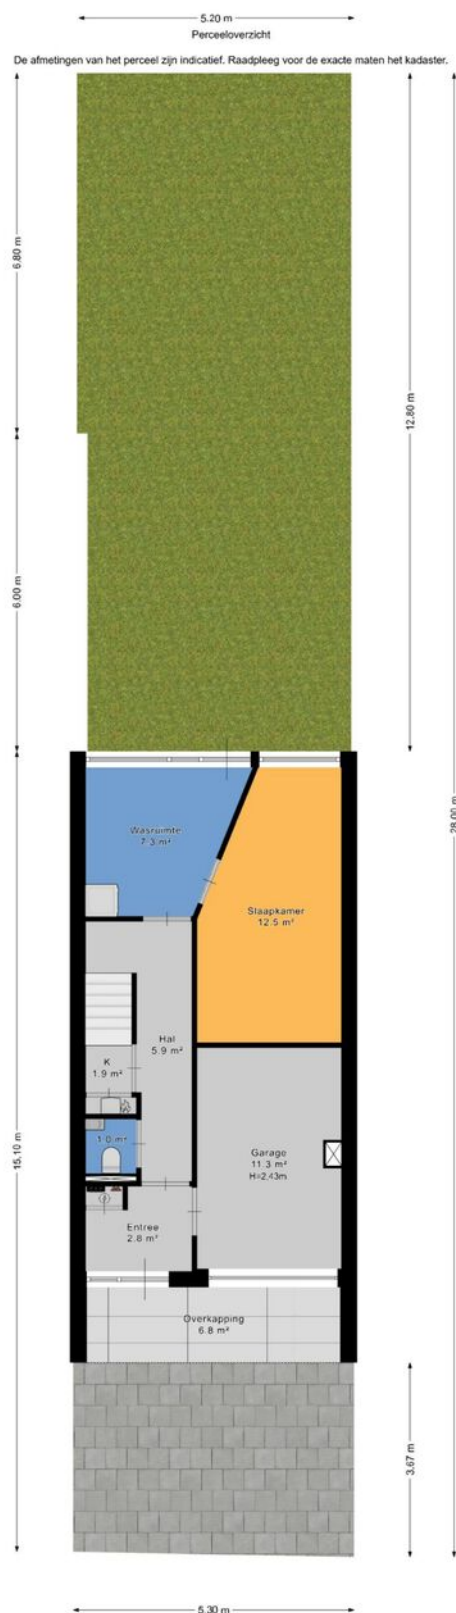 5.20 m
Perceeloverzicht
De afmetingen van het perceel zijn indicatief. Raadpleeg voor de exacte maten het kadaster.
6.80 m
12.80 m
6.00 m
28.00 m
Wasruimte
7.3 m²
Slaapkamer
12.5 m²
Hal
5.9 m²
K
1.9 m²
15.10 m
1.0 m²
Garage
11.3 m²
H=2.43m
Entree
2.8 m²
Overkapping
6.8 m²
3.67 m
5.30 m